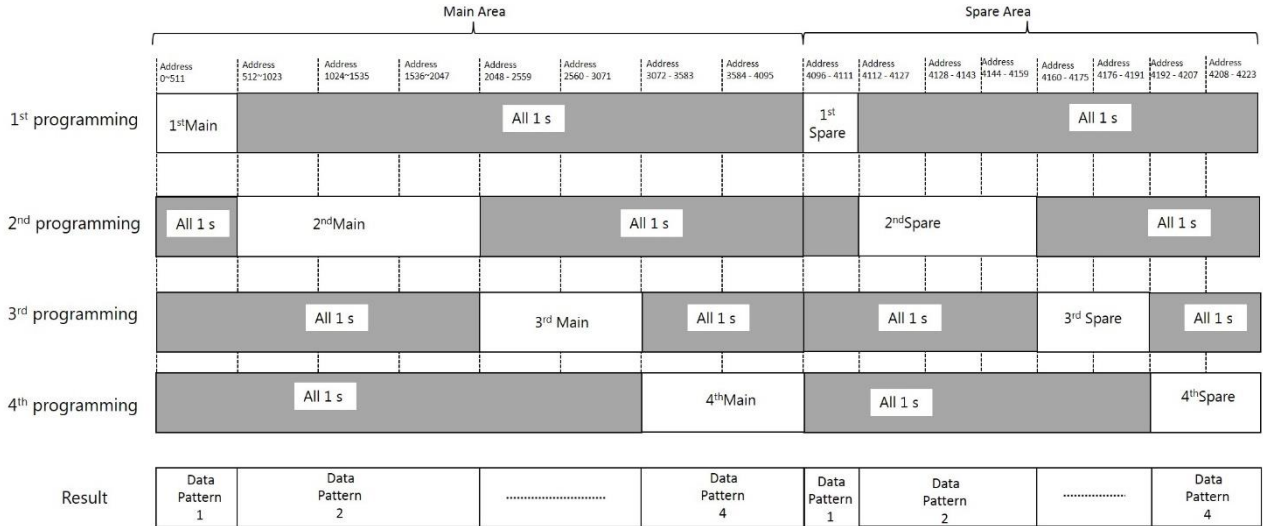 Main Area
Spare Area
Address 0~511
Address 512~1023
Address 1024~1535
Address 1536~2047
Address 2048 - 2559
Address 2560 - 3071
Address 3072 - 3583
Address 3584 - 4095
Address 4096 - 4111
Address 4112 - 4127
Address 4128 - 4143
Address 4144 - 4159
Address 4160 - 4175
Address 4176 - 4191
Address 4192 - 4207
Address 4208 - 4223
1st programming
1stMain
All 1 s
1st
Spare
All 1 s
2nd programming
All 1 s
2ndMain
All 1 s
2ndSpare
All 1 s
3rd programming
All 1 s
3rd Main
All 1 s
All 1 s
3rd Spare
All 1 s
4th programming
All 1 s
4thMain
All 1 s
4thSpare
Result
Data
Pattern
1
Data
Pattern
2
....................
Data
Pattern
4
Data
Pattern
1
Data
Pattern
2
..............
Data
Pattern
4